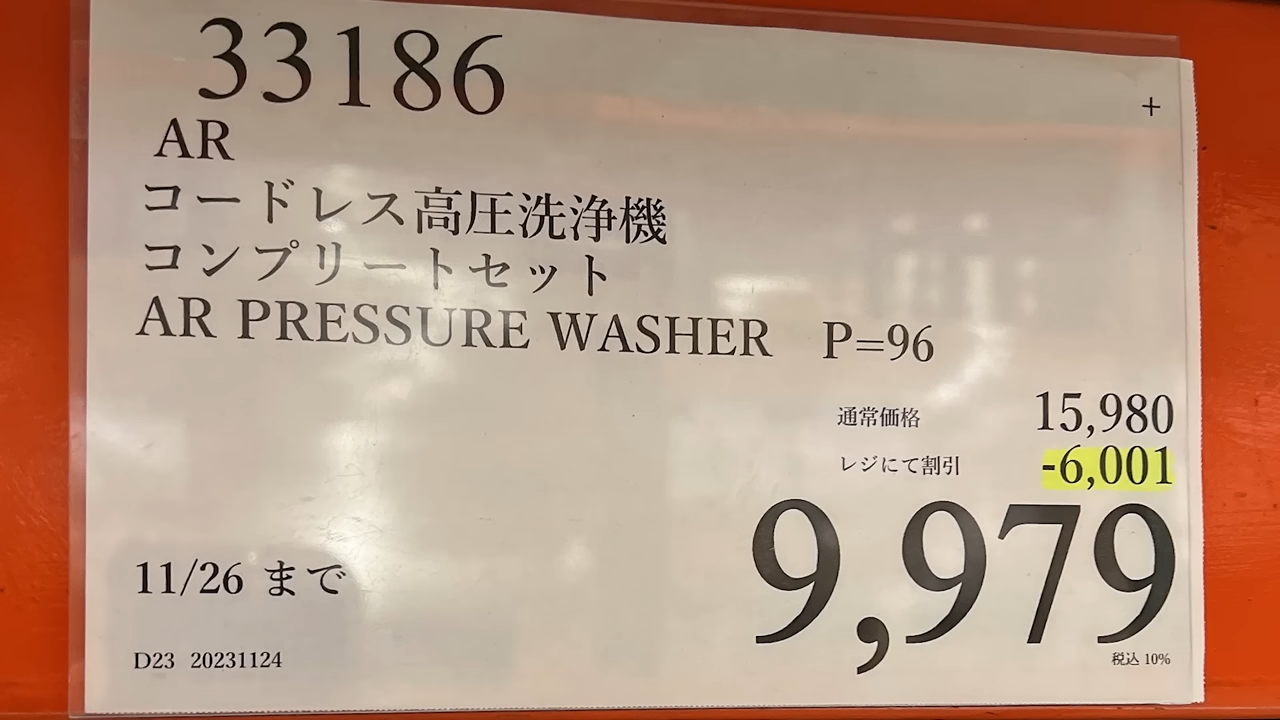 33186
+
AR
コードレス高圧洗浄機
コンプリートセット
AR PRESSURE WASHER P=96
通常価格 15,980
レジにて割引 -6,001
9,979
11/26 まで
D23 20231124
税込 10%